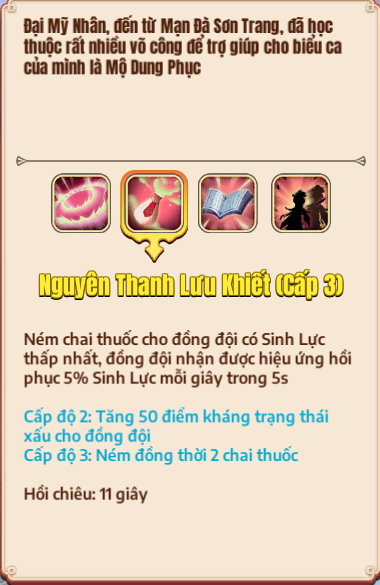 Đại Mỹ Nhân, đến từ Mạn Đà Sơn Trang, đã học
thuộc rất nhiều võ công để trợ giúp cho biểu ca
của mình là Mộ Dung Phục
Nguyên Thanh Lưu Khiết (Cấp 3)
Ném chai thuốc cho đồng đội có Sinh Lực
thấp nhất, đồng đội nhận được hiệu ứng hồi
phục 5% Sinh Lực mỗi giây trong 5s
Cấp độ 2: Tăng 50 điểm kháng trạng thái
xấu cho đồng đội
Cấp độ 3: Ném đồng thời 2 chai thuốc
Hồi chiêu: 11 giây